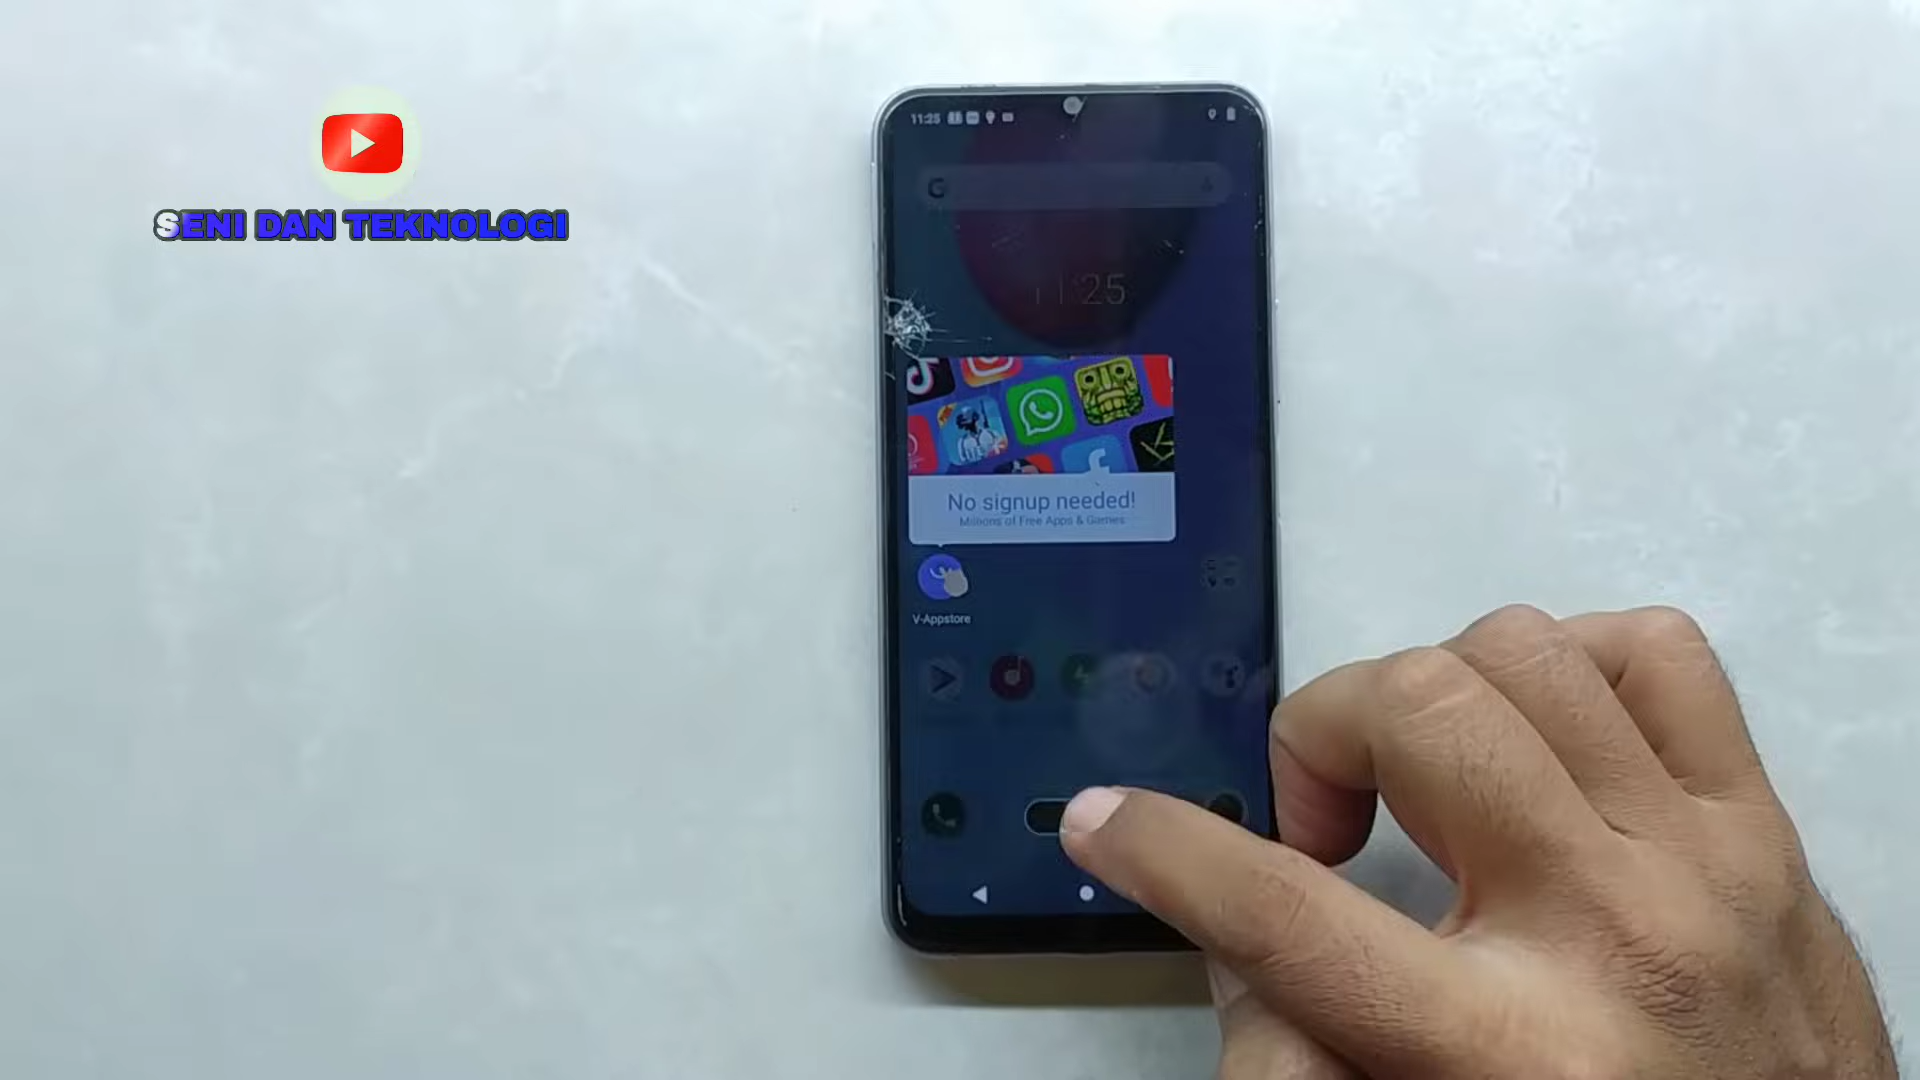 SENI DAN TEKNOLOGI
11:25
G
11:25
No signup needed!
Millions of Free Apps & Games
V-Appstore